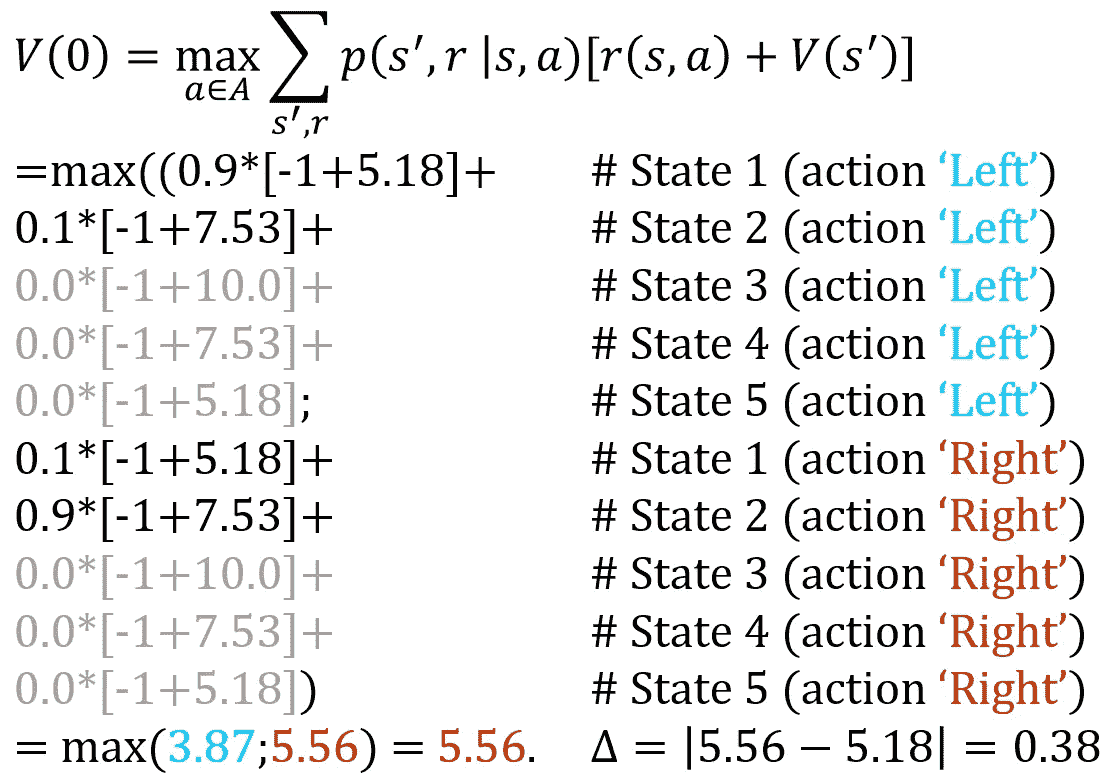 V(0) = max a∈A ∑ s′,r p(s′, r |s, a)[r(s, a) + V(s′)]
=max((0.9*[-1+5.18]+ # State 1 (action ‘Left’)
0.1*[-1+7.53]+ # State 2 (action ‘Left’)
0.0*[-1+10.0]+ # State 3 (action ‘Left’)
0.0*[-1+7.53]+ # State 4 (action ‘Left’)
0.0*[-1+5.18]; # State 5 (action ‘Left’)
0.1*[-1+5.18]+ # State 1 (action ‘Right’)
0.9*[-1+7.53]+ # State 2 (action ‘Right’)
0.0*[-1+10.0]+ # State 3 (action ‘Right’)
0.0*[-1+7.53]+ # State 4 (action ‘Right’)
0.0*[-1+5.18]) # State 5 (action ‘Right’)
= max(3.87;5.56) = 5.56. Δ = |5.56 − 5.18| = 0.38